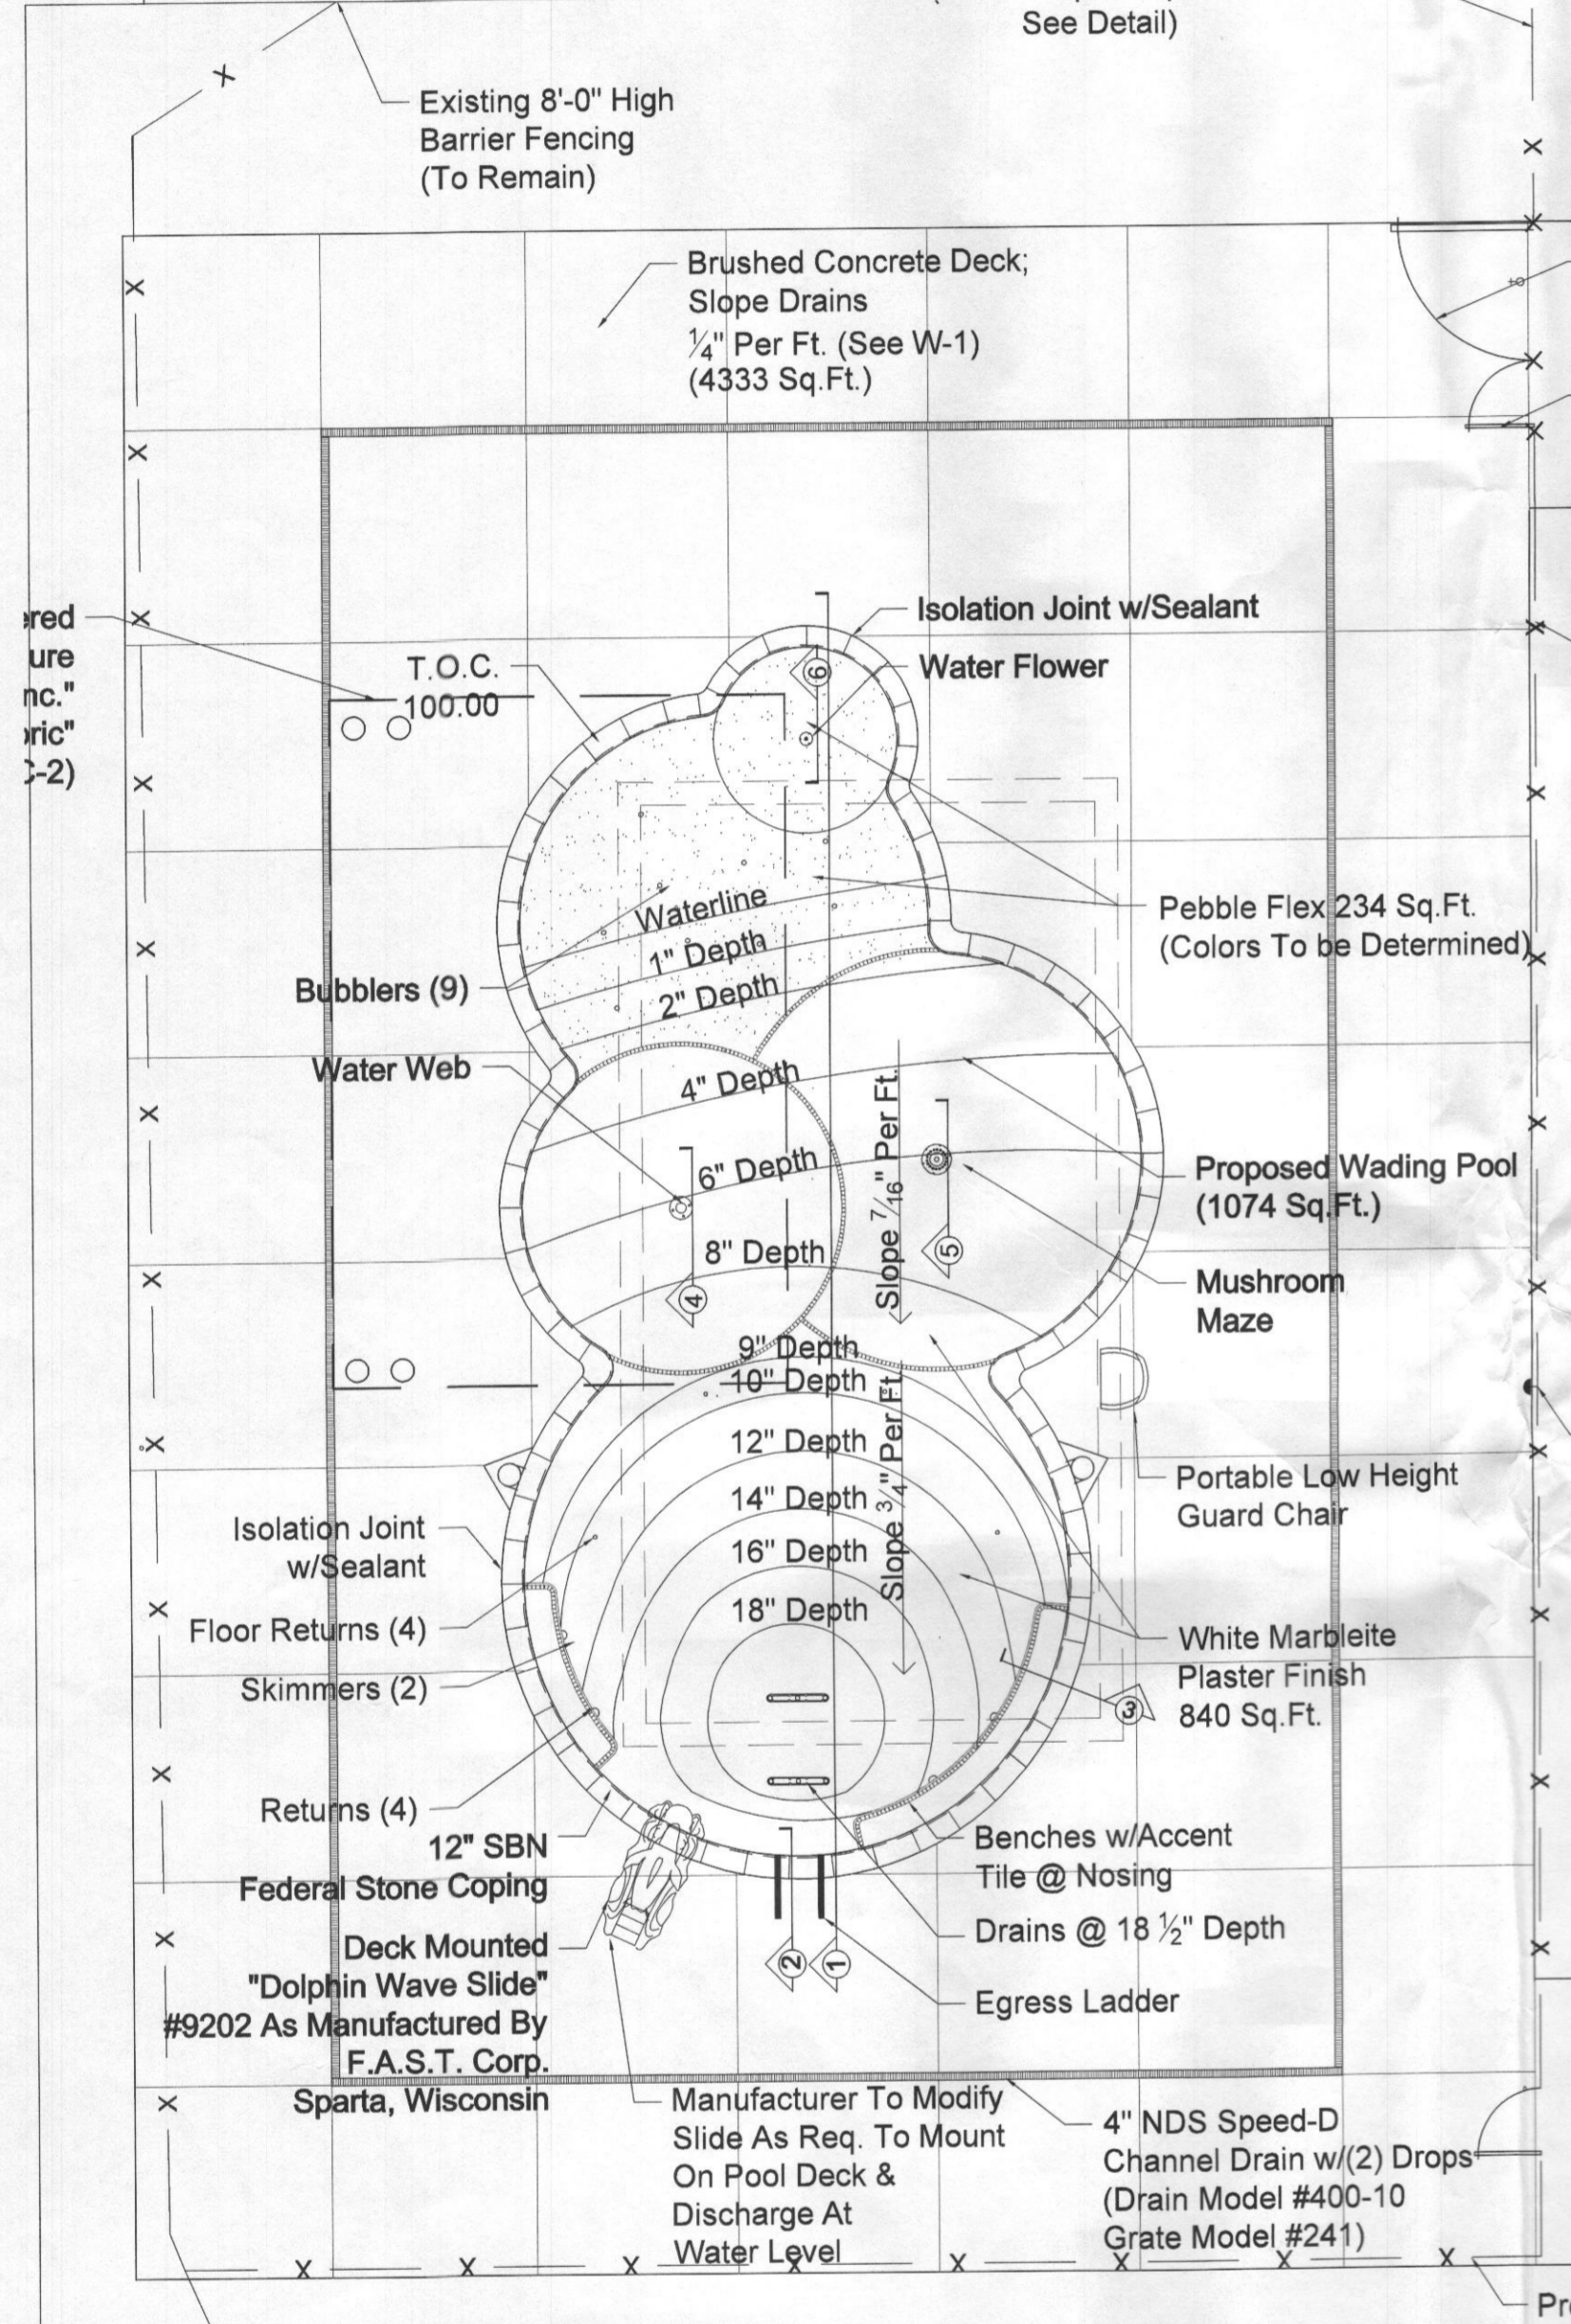 See Detail)
Existing 8'-0" High
Barrier Fencing
(To Remain)
Brushed Concrete Deck;
Slope Drains
¼" Per Ft. (See W-1)
(4333 Sq.Ft.)
Isolation Joint w/Sealant
Water Flower
T.O.C.
100.00
6
Waterline
1" Depth
2" Depth
4" Depth
6" Depth
8" Depth
9" Depth
10" Depth
12" Depth
14" Depth
16" Depth
18" Depth
Slope 7/16" Per Ft.
Slope 3/4" Per Ft.
Pebble Flex 234 Sq.Ft.
(Colors To be Determined)
Bubblers (9)
Water Web
4
5
Proposed Wading Pool
(1074 Sq.Ft.)
Mushroom
Maze
Portable Low Height
Guard Chair
Isolation Joint
w/Sealant
Floor Returns (4)
Skimmers (2)
White Marbleite
Plaster Finish
840 Sq.Ft.
3
Returns (4)
12" SBN
Federal Stone Coping
Benches w/Accent
Tile @ Nosing
Drains @ 18 ½" Depth
Egress Ladder
2
1
Deck Mounted
"Dolphin Wave Slide"
#9202 As Manufactured By
F.A.S.T. Corp.
Sparta, Wisconsin
Manufacturer To Modify
Slide As Req. To Mount
On Pool Deck &
Discharge At
Water Level
4" NDS Speed-D
Channel Drain w/(2) Drops
(Drain Model #400-10
Grate Model #241)